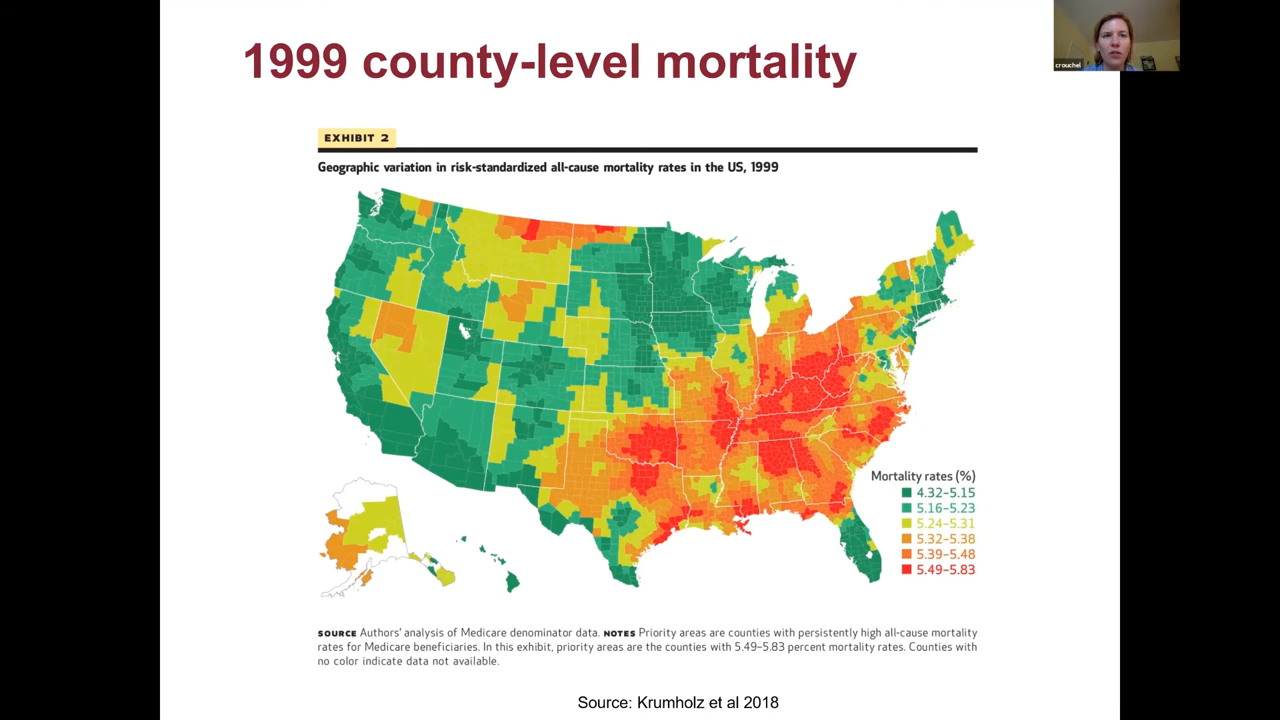 1999 county-level mortality
crouchel
EXHIBIT 2
Geographic variation in risk-standardized all-cause mortality rates in the US, 1999
Mortality rates (%)
4.32–5.15
5.16–5.23
5.24–5.31
5.32–5.38
5.39–5.48
5.49–5.83
SOURCE Authors' analysis of Medicare denominator data. NOTES Priority areas are counties with persistently high all-cause mortality
rates for Medicare beneficiaries. In this exhibit, priority areas are the counties with 5.49–5.83 percent mortality rates. Counties with
no color indicate data not available.
Source: Krumholz et al 2018